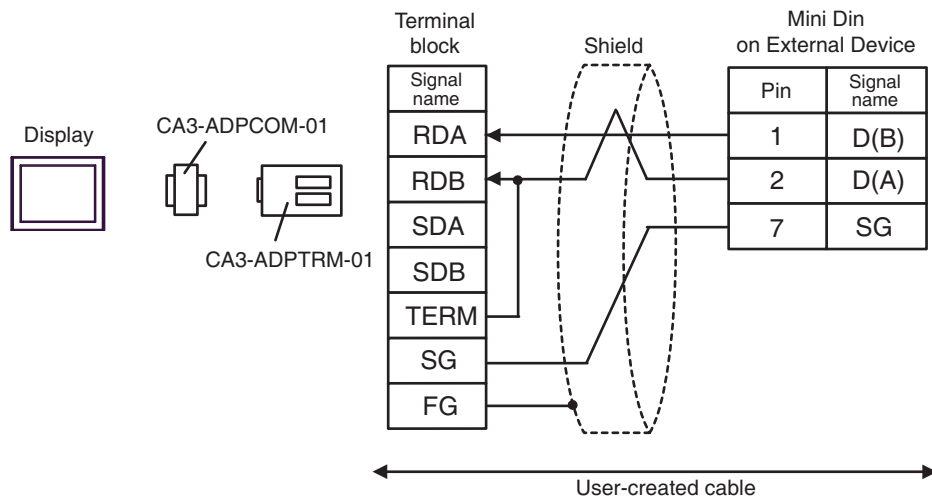 Terminal
block
Shield
Mini Din
on External Device
Signal
name
Pin
Signal
name
Display
CA3-ADPCOM-01
CA3-ADPTRM-01
RDA
1
D(B)
RDB
2
D(A)
SDA
7
SG
SDB
TERM
SG
FG
User-created cable